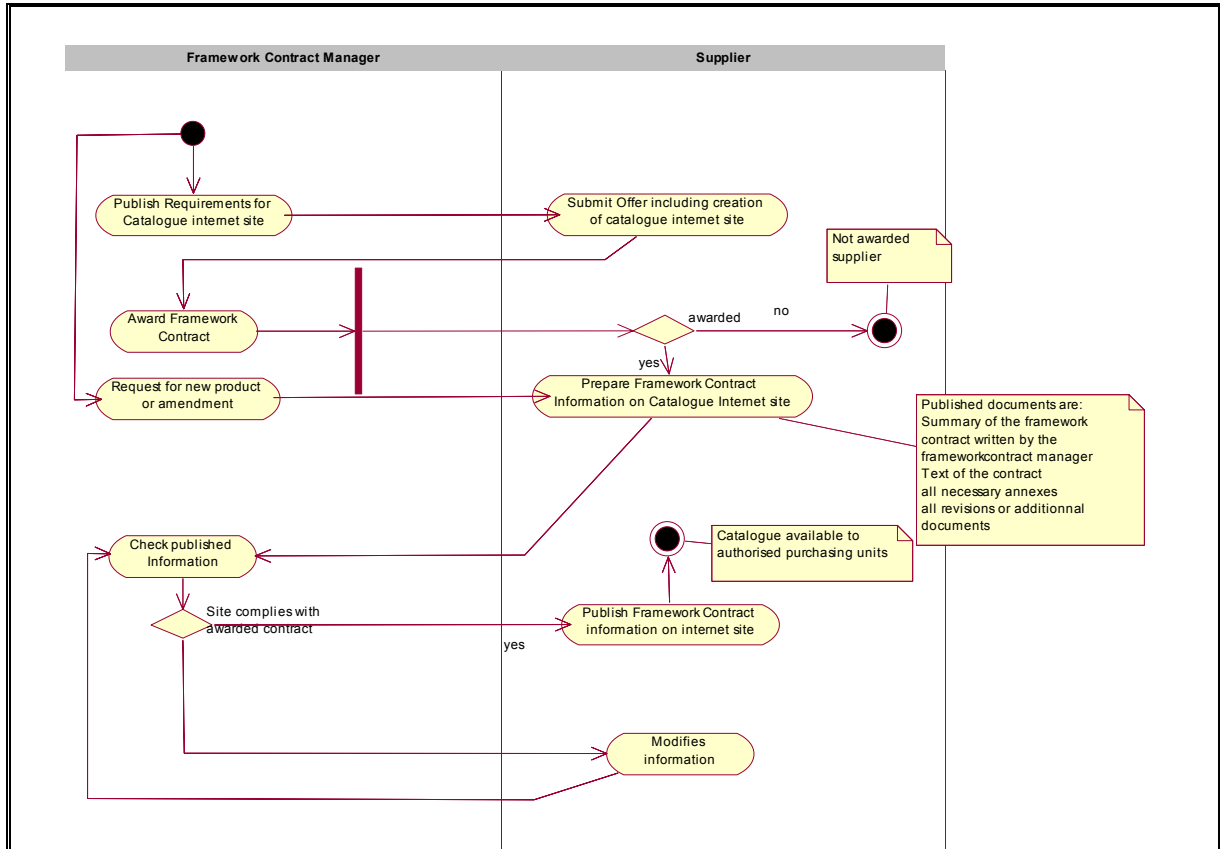 Framework Contract Manager
Supplier
Publish Requirements for
Catalogue internet site
Submit Offer including creation
of catalogue internet site
Not awarded
supplier
Award Framework
Contract
awarded
no
yes
Request for new product
or amendment
Prepare Framework Contract
Information on Catalogue Internet site
Published documents are:
Summary of the framework
contract written by the
frameworkcontract manager
Text of the contract
all necessary annexes
all revisions or additionnal
documents
Check published
Information
Catalogue available to
authorised purchasing units
Site complies with
awarded contract
yes
Publish Framework Contract
information on internet site
Modifies
information